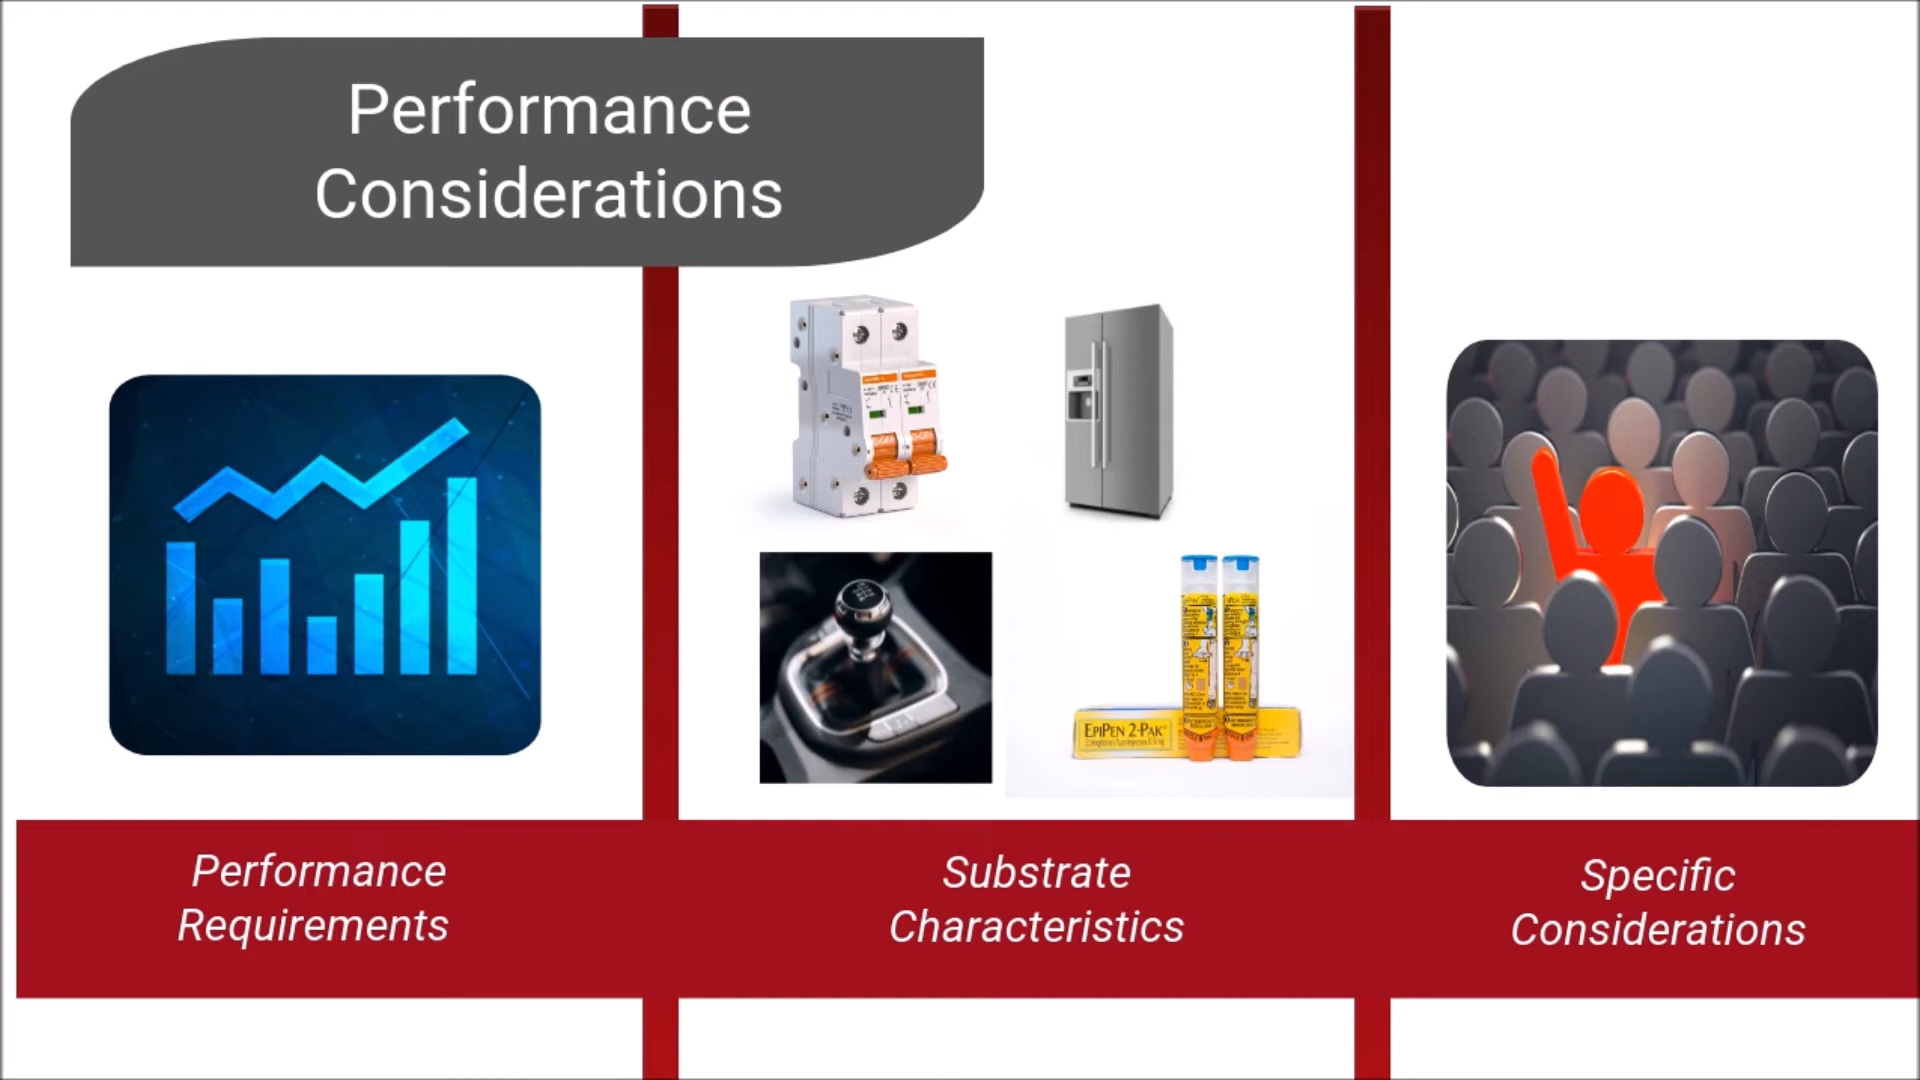 Performance
Considerations
EPIPEN 2-PAK®
Performance
Requirements
Substrate
Characteristics
Specific
Considerations